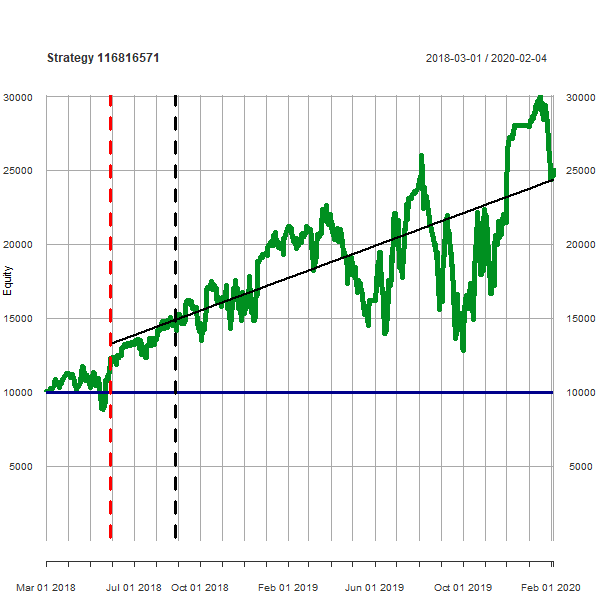 Strategy 116816571
2018-03-01 / 2020-02-04
30000
30000
25000
25000
20000
20000
15000
15000
10000
10000
5000
5000
Equity
Mar 01 2018
Jul 01 2018
Oct 01 2018
Feb 01 2019
Jun 01 2019
Oct 01 2019
Feb 01 2020